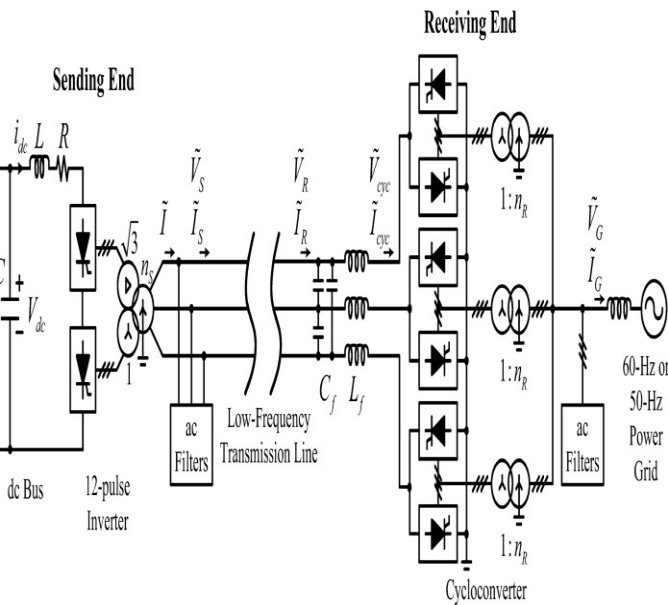 Receiving End
Sending End
i_dc L R
Ṽ_S
Ĩ Ĩ_S
Ṽ_R
Ĩ_R
Ṽ_cyc
Ĩ_cyc
1:n_R
Ṽ_G
Ĩ_G
√3
n_S
1
C
+
V_dc
-
C_f L_f
1:n_R
60-Hz or
50-Hz
Power
Grid
ac
Filters
Low-Frequency
Transmission Line
ac
Filters
dc Bus
12-pulse
Inverter
1:n_R
Cycloconverter